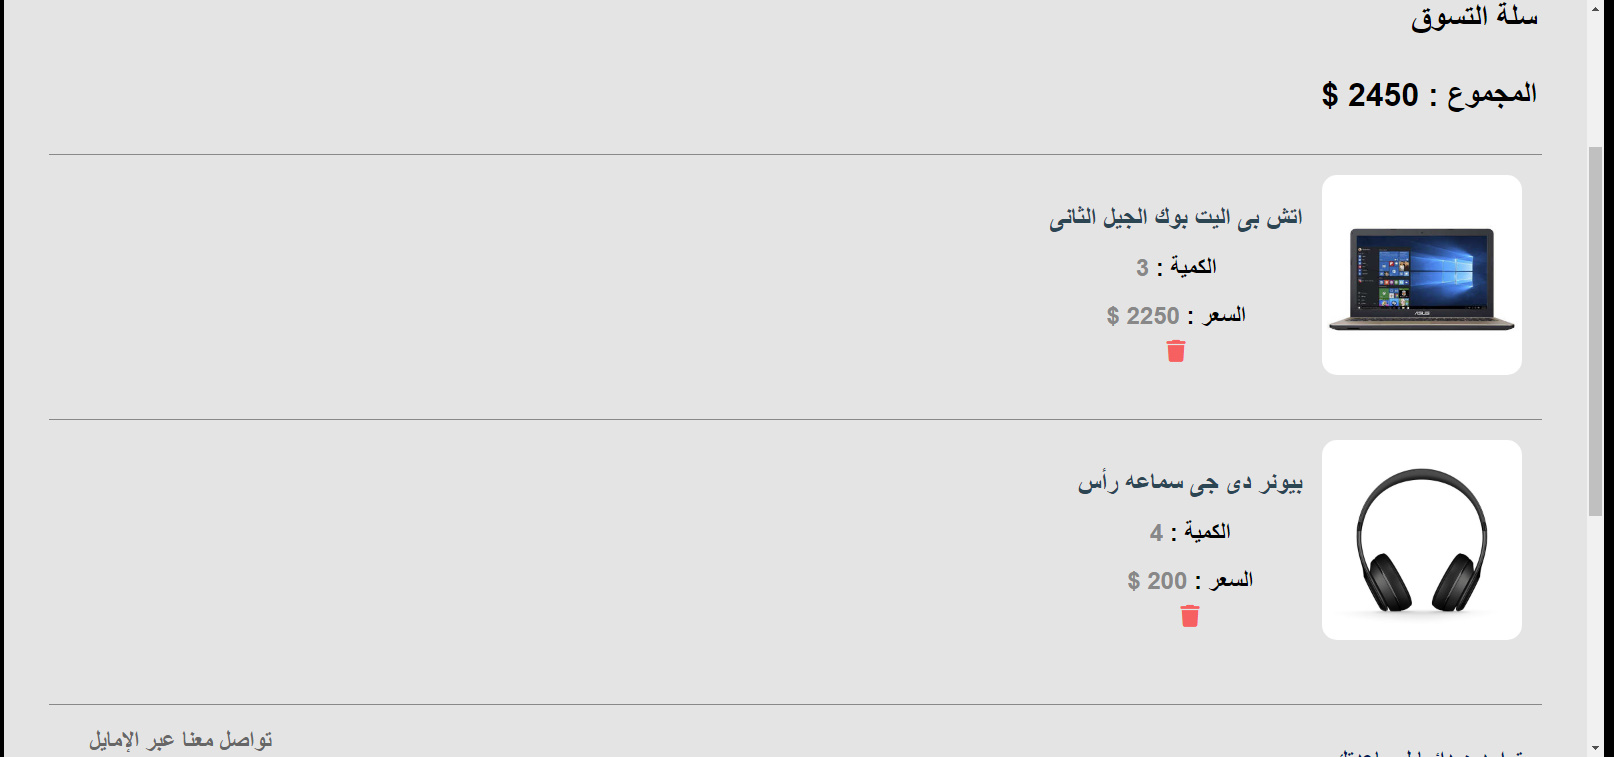 سلة التسوق
المجموع : 2450 $
اتش بى اليت بوك الجيل الثانى
الكمية : 3
السعر : 2250 $
ASUS
بيونر دى جى سماعه رأس
الكمية : 4
السعر : 200 $
تواصل معنا عبر الإمايل